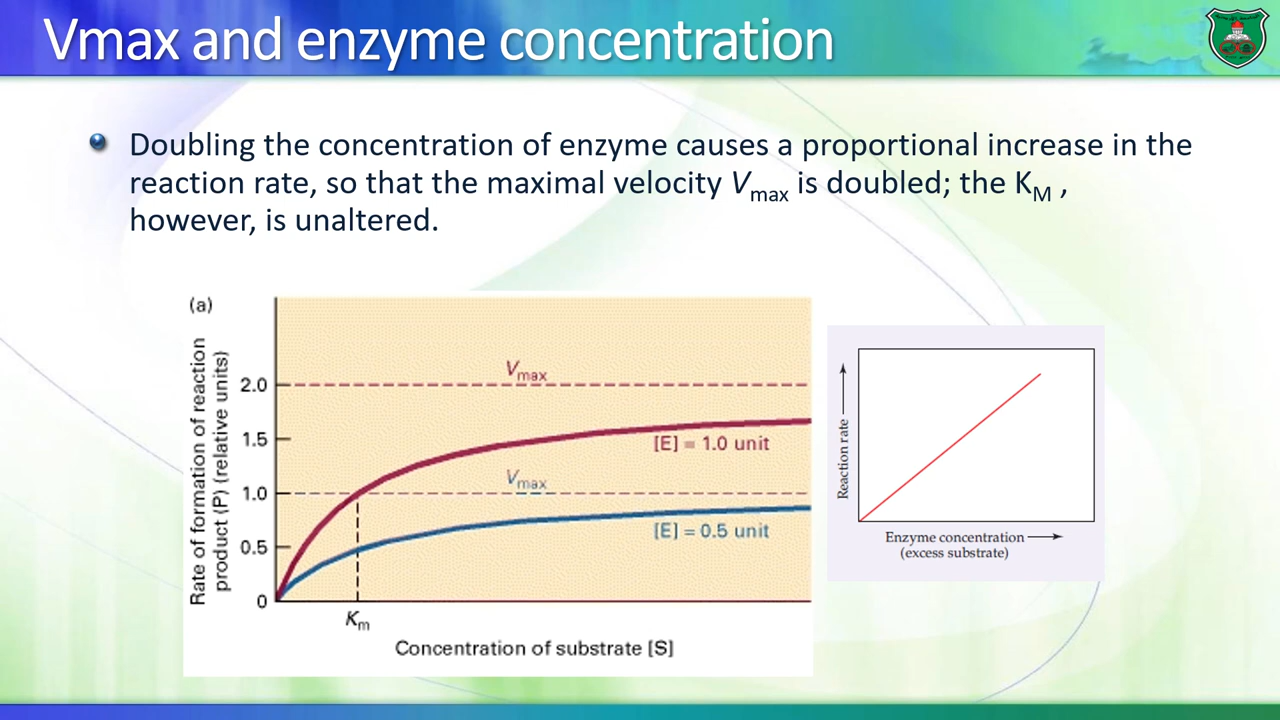 Vmax and enzyme concentration
Doubling the concentration of enzyme causes a proportional increase in the
reaction rate, so that the maximal velocity Vmax is doubled; the KM ,
however, is unaltered.
(a)
Rate of formation of reaction
product (P) (relative units)
2.0
1.5
1.0
0.5
0
Vmax
[E] = 1.0 unit
Vmax
[E] = 0.5 unit
Km
Concentration of substrate [S]
Reaction rate
Enzyme concentration
(excess substrate)